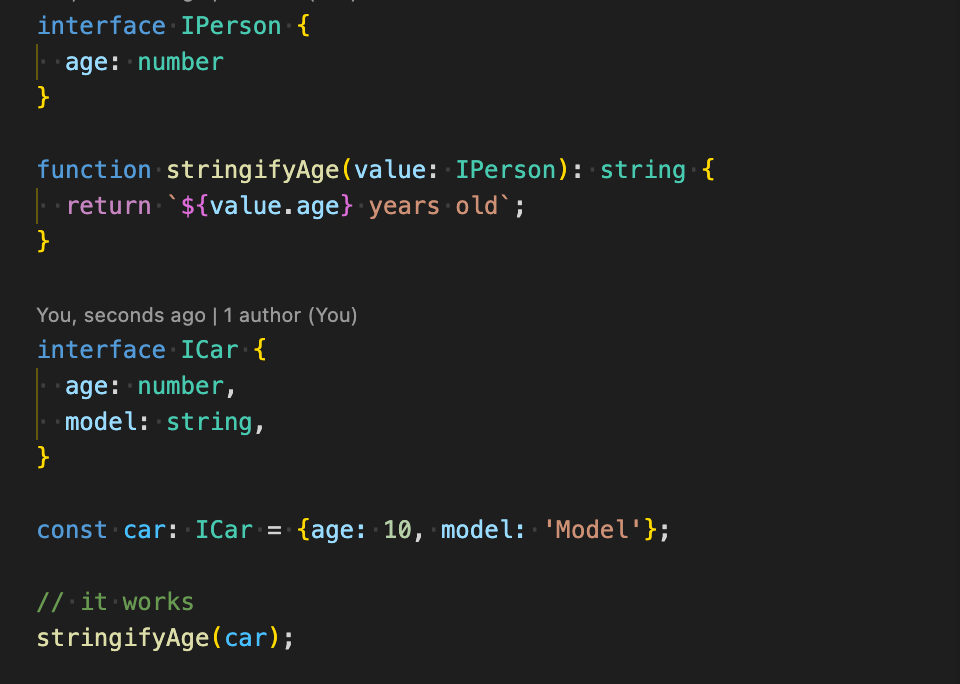 interface IPerson {
  age: number
}
function stringifyAge(value: IPerson): string {
  return `${value.age} years old`;
}
You, seconds ago | 1 author (You)
interface ICar {
  age: number,
  model: string,
}
const car: ICar = {age: 10, model: 'Model'};
// it works
stringifyAge(car);